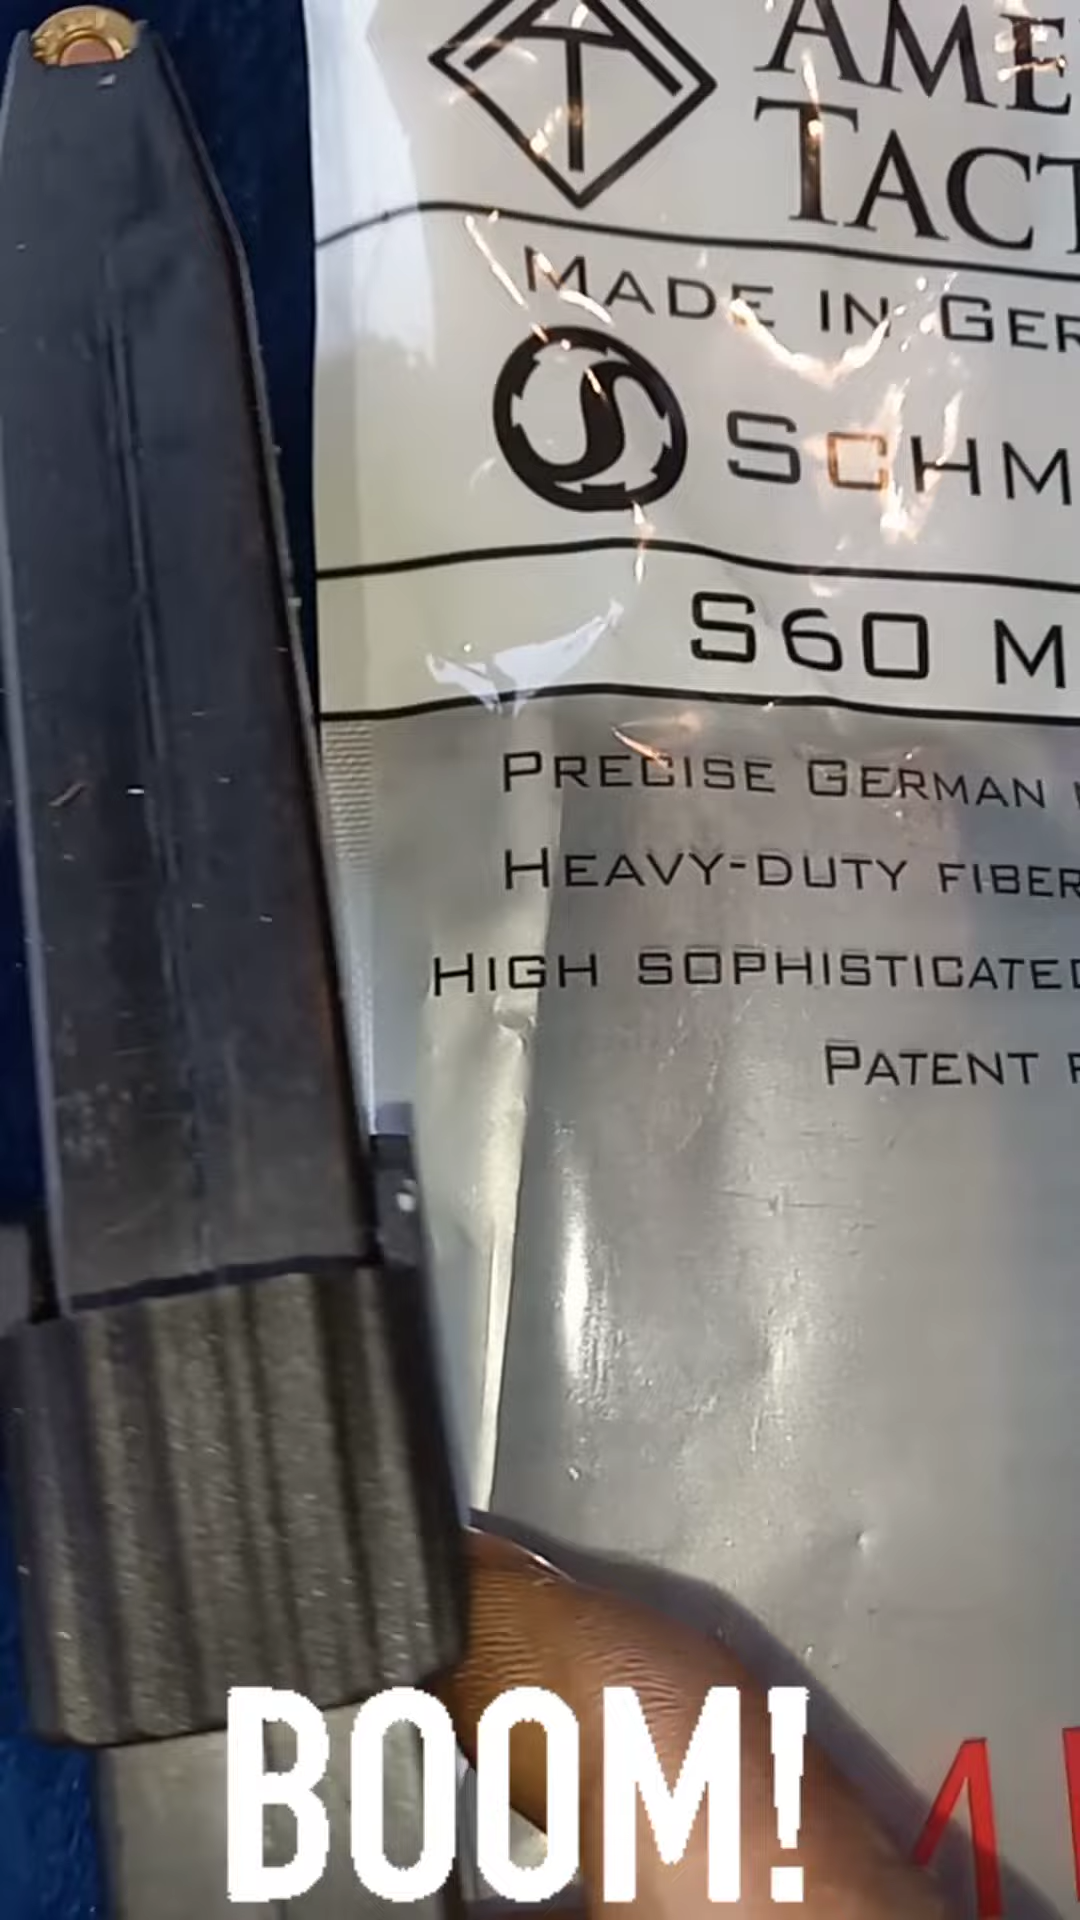 AME
TACT
MADE IN GER
SCHM
S60 M
PRECISE GERMAN
HEAVY-DUTY FIBER
HIGH SOPHISTICATED
PATENT
BOOM!